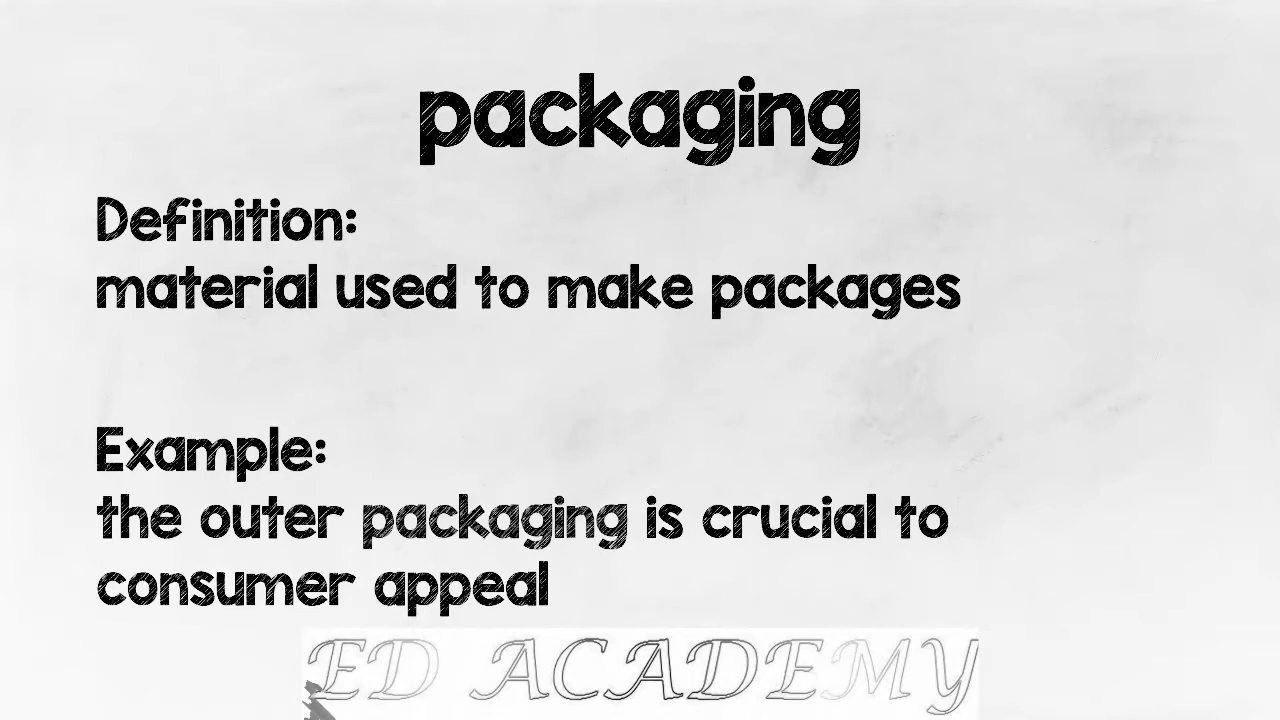 packaging
Definition:
material used to make packages
Example:
the outer packaging is crucial to
consumer appeal
ED ACADEMY